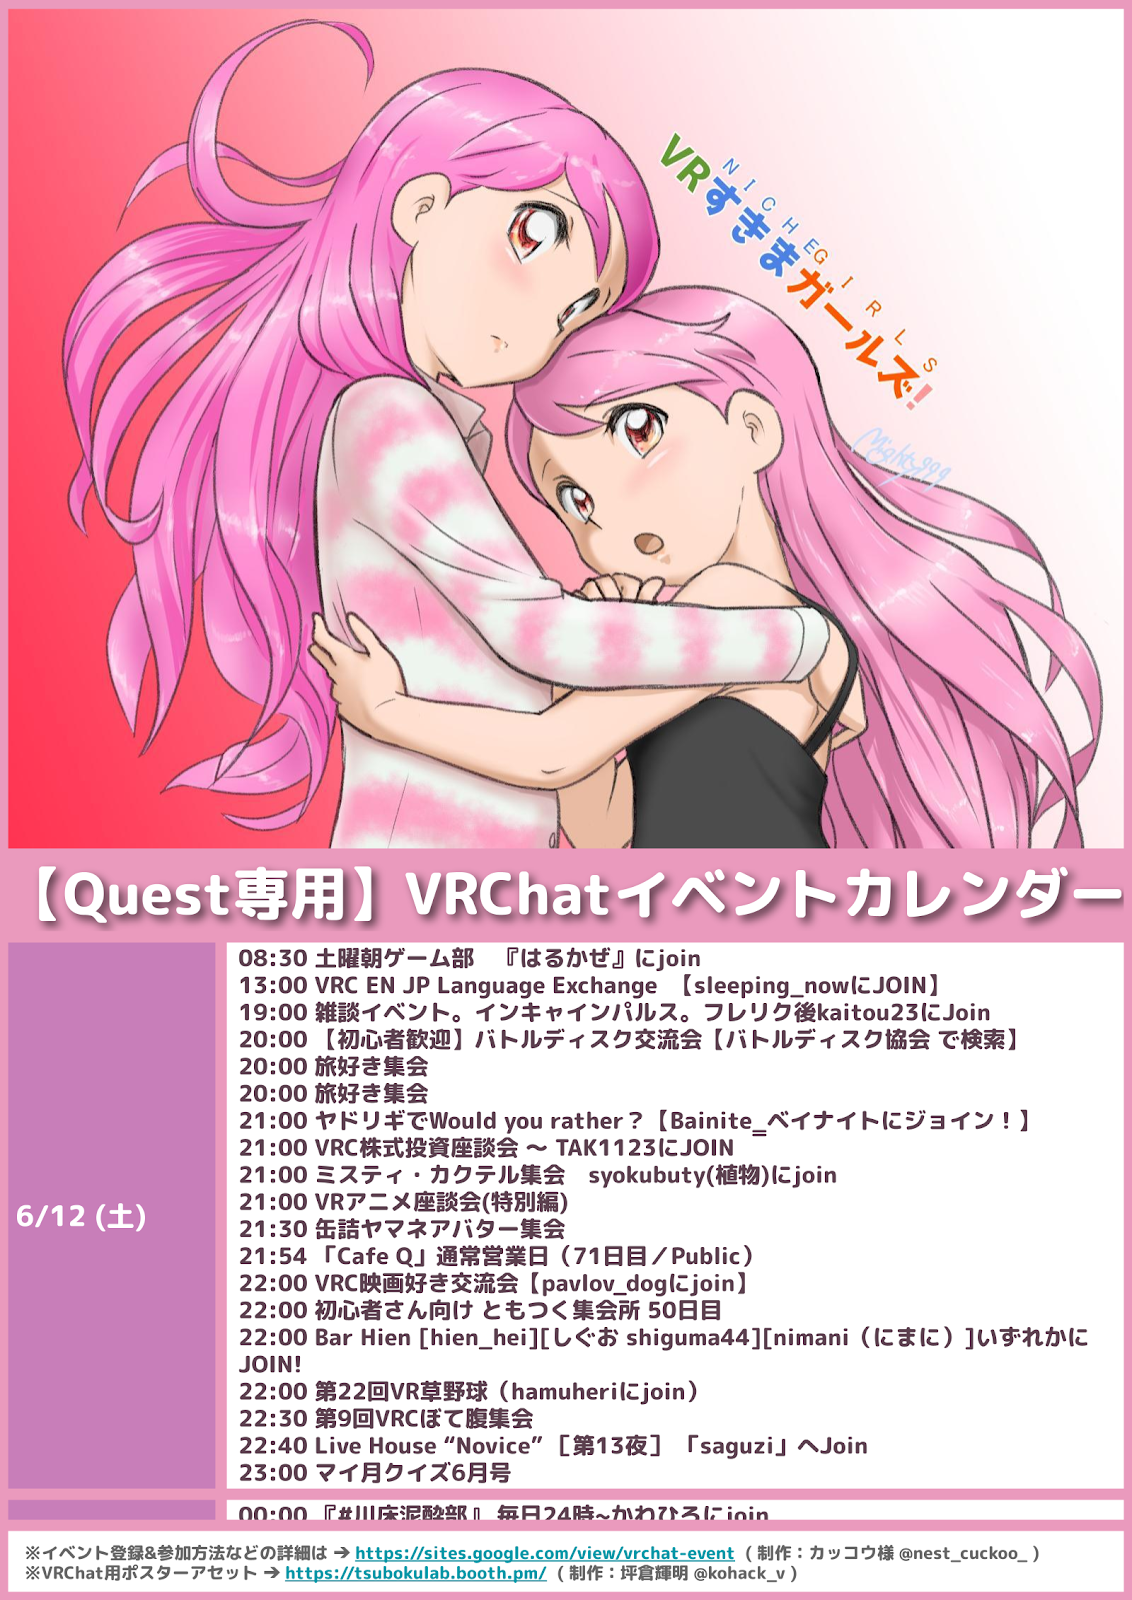 NICHE GIRLS
VRすきまガールズ!
Mighty999
【Quest専用】VRChatイベントカレンダー
6/12 (土)
08:30 土曜朝ゲーム部　『はるかぜ』にjoin
13:00 VRC EN JP Language Exchange 【sleeping_nowにJOIN】
19:00 雑談イベント。インキャインパルス。フレリク後kaitou23にJoin
20:00 【初心者歓迎】バトルディスク交流会【バトルディスク協会 で検索】
20:00 旅好き集会
20:00 旅好き集会
21:00 ヤドリギでWould you rather？【Bainite‗ベイナイトにジョイン！】
21:00 VRC株式投資座談会 〜 TAK1123にJOIN
21:00 ミスティ・カクテル集会　syokubuty(植物)にjoin
21:00 VRアニメ座談会(特別編)
21:30 缶詰ヤマネアバター集会
21:54 「Cafe Q」通常営業日（71日目／Public）
22:00 VRC映画好き交流会【pavlov_dogにjoin】
22:00 初心者さん向け ともつく集会所 50日目
22:00 Bar Hien [hien_hei][しぐお shiguma44][nimani（にまに）]いずれかに
JOIN!
22:00 第22回VR草野球（hamuheriにjoin）
22:30 第9回VRCぼて腹集会
22:40 Live House “Novice” ［第13夜］ 「saguzi」へJoin
23:00 マイ月クイズ6月号
00:00 『#川床泥酔部』 毎日24時~かわひろにjoin
※イベント登録&参加方法などの詳細は → https://sites.google.com/view/vrchat-event ( 制作：カッコウ様 @nest_cuckoo_ )
※VRChat用ポスターアセット → https://tsubokulab.booth.pm/ ( 制作：坪倉輝明 @kohack_v )